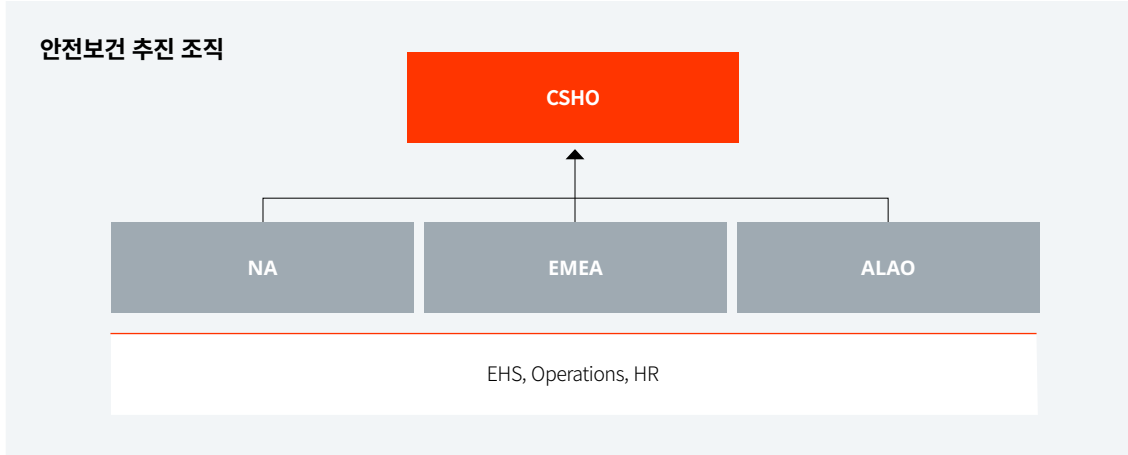 안전보건 추진 조직
CSHO
NA
EMEA
ALAO
EHS, Operations, HR